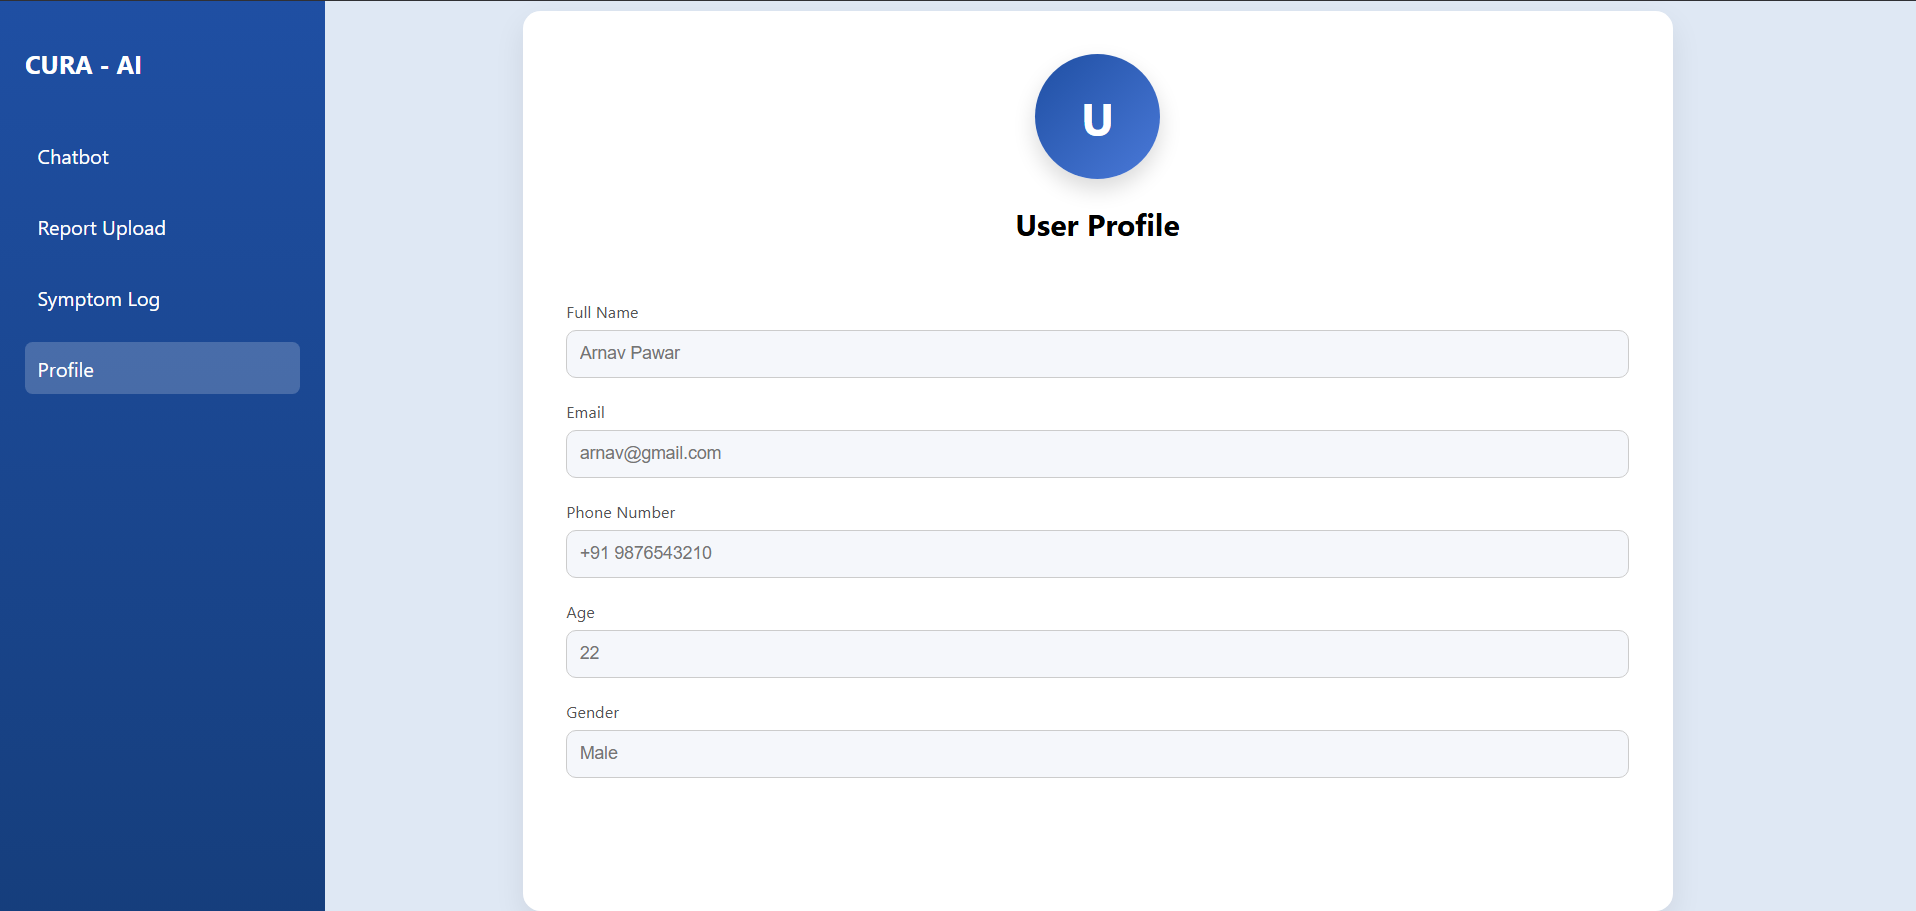 CURA - AI
Chatbot
Report Upload
Symptom Log
Profile
U
User Profile
Full Name
Arnav Pawar
Email
arnav@gmail.com
Phone Number
+91 9876543210
Age
22
Gender
Male